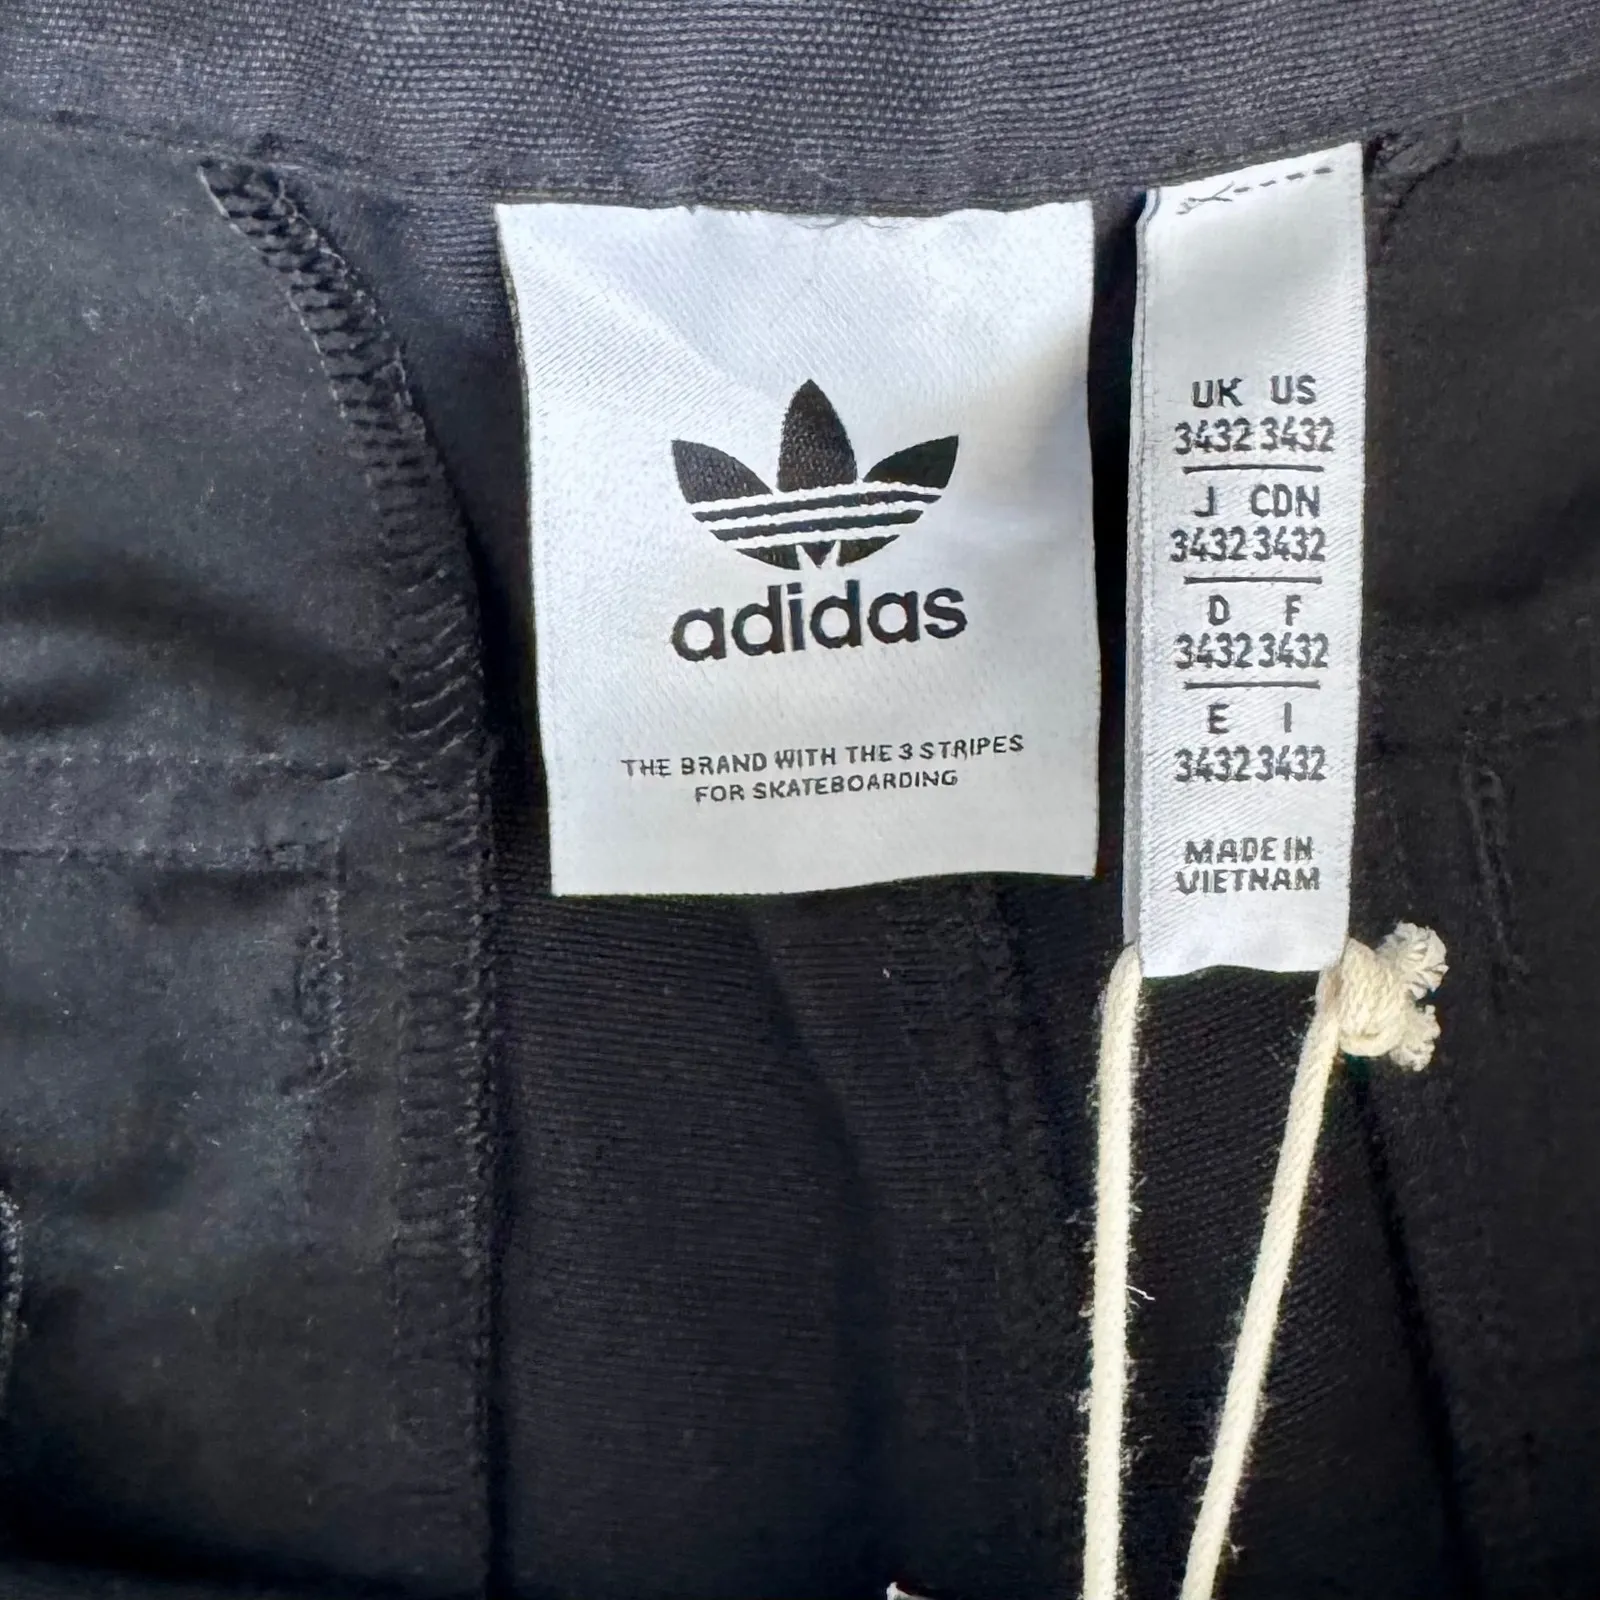 adidas
THE BRAND WITH THE 3 STRIPES
FOR SKATEBOARDING
UK US
3432 3432
J CDN
3432 3432
D F
3432 3432
E I
3432 3432
MADE IN
VIETNAM